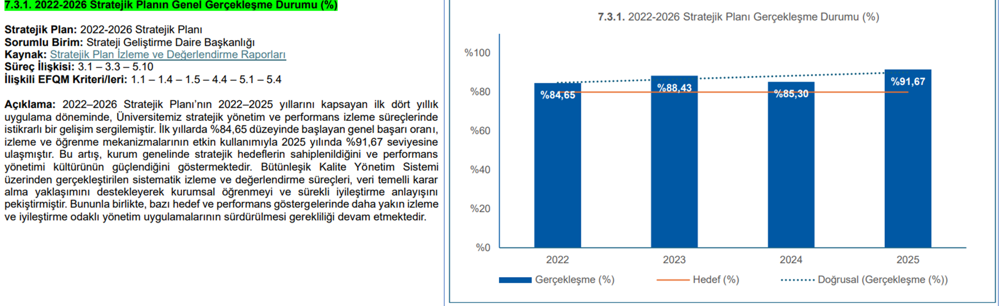 7.3.1. 2022-2026 Stratejik Planın Genel Gerçekleşme Durumu (%)
Stratejik Plan: 2022-2026 Stratejik Planı
Sorumlu Birim: Strateji Geliştirme Daire Başkanlığı
Kaynak: Stratejik Plan İzleme ve Değerlendirme Raporları
Süreç İlişkisi: 3.1 – 3.3 – 5.10
İlişkili EFQM Kriteri/leri: 1.1 – 1.4 – 1.5 – 4.4 – 5.1 – 5.4
Açıklama: 2022–2026 Stratejik Planı’nın 2022–2025 yıllarını kapsayan ilk dört yıllık
uygulama döneminde, Üniversitemiz stratejik yönetim ve performans izleme süreçlerinde
istikrarlı bir gelişim sergilemiştir. İlk yıllarda %84,65 düzeyinde başlayan genel başarı oranı,
izleme ve öğrenme mekanizmalarının etkin kullanımıyla 2025 yılında %91,67 seviyesine
ulaşmıştır. Bu artış, kurum genelinde stratejik hedeflerin sahiplenildiğini ve performans
yönetimi kültürünün güçlendiğini göstermektedir. Bütünleşik Kalite Yönetim Sistemi
üzerinden gerçekleştirilen sistematik izleme ve değerlendirme süreçleri, veri temelli karar
alma yaklaşımını destekleyerek kurumsal öğrenmeyi ve sürekli iyileştirme anlayışını
pekiştirmiştir. Bununla birlikte, bazı hedef ve performans göstergelerinde daha yakın izleme
ve iyileştirme odaklı yönetim uygulamalarının sürdürülmesi gerekliliği devam etmektedir.
7.3.1. 2022-2026 Stratejik Planı Gerçekleşme Durumu (%)
%100
%80
%60
%40
%20
%0
%84,65
%88,43
%85,30
%91,67
2022
2023
2024
2025
Gerçekleşme (%)
Hedef (%)
Doğrusal (Gerçekleşme (%))